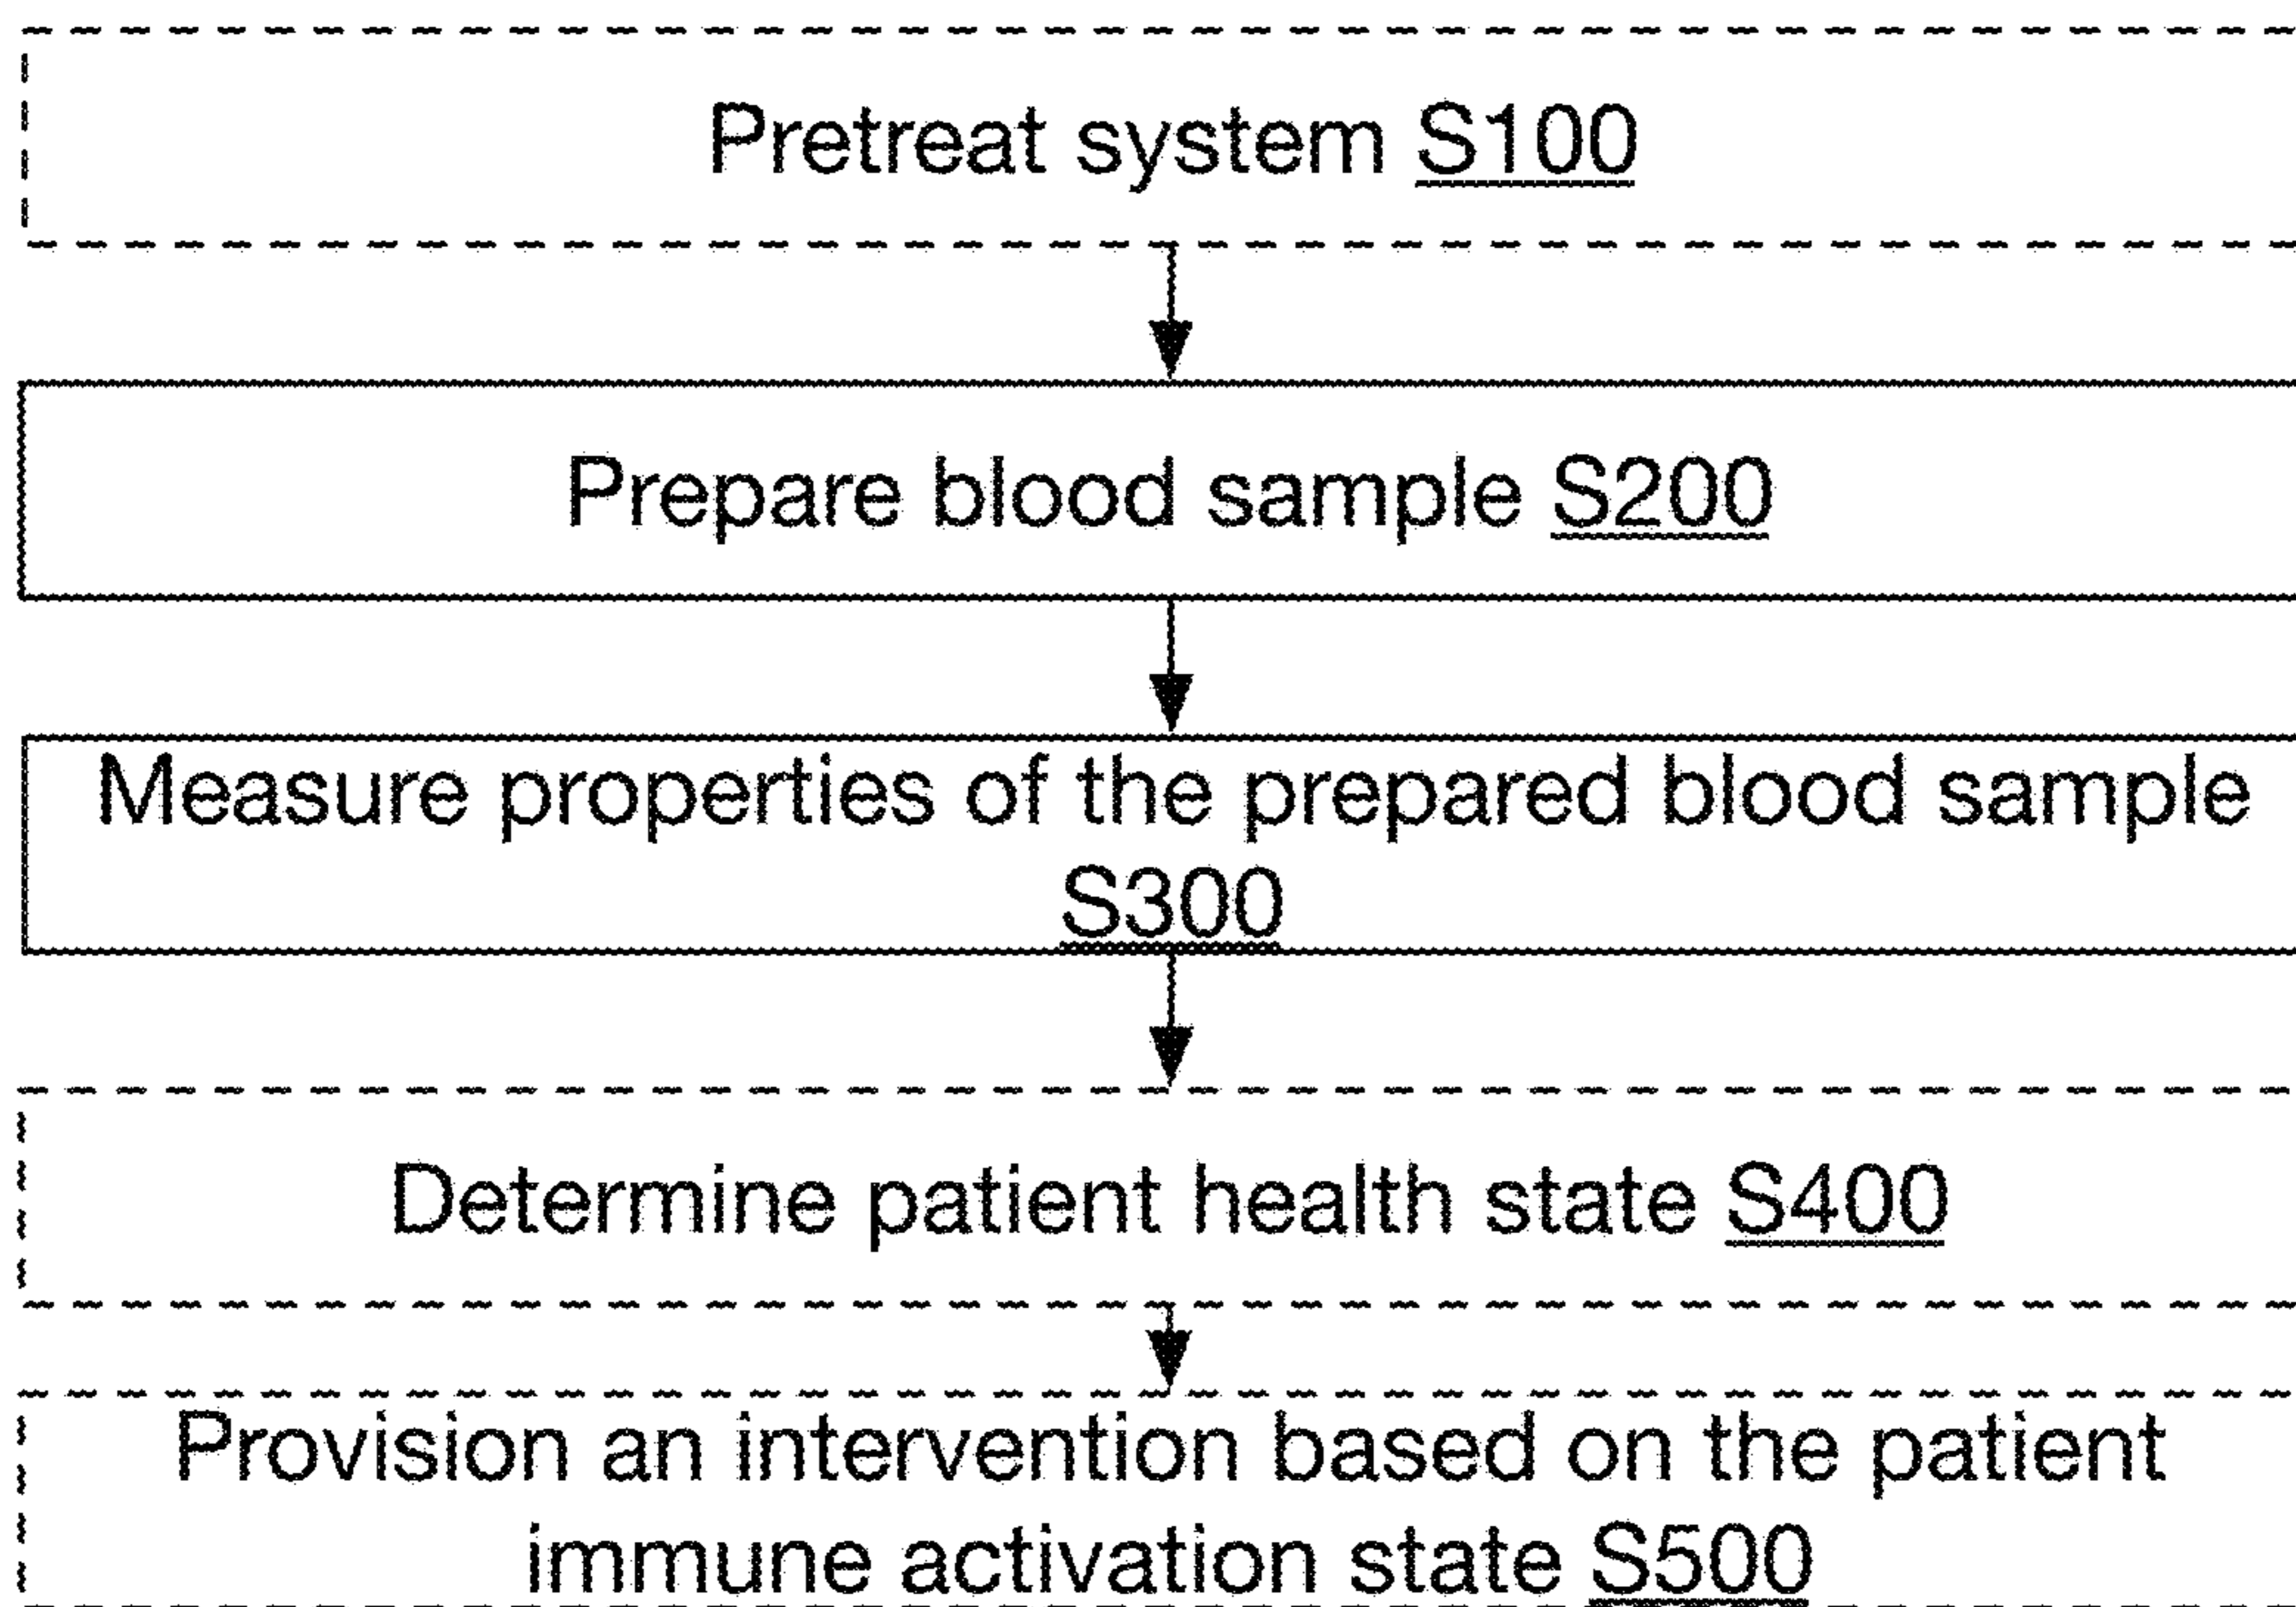 Pretreat system S100
Prepare blood sample S200
Measure properties of the prepared blood sample
S300
Determine patient health state S400
Provision an intervention based on the patient
immune activation state S500